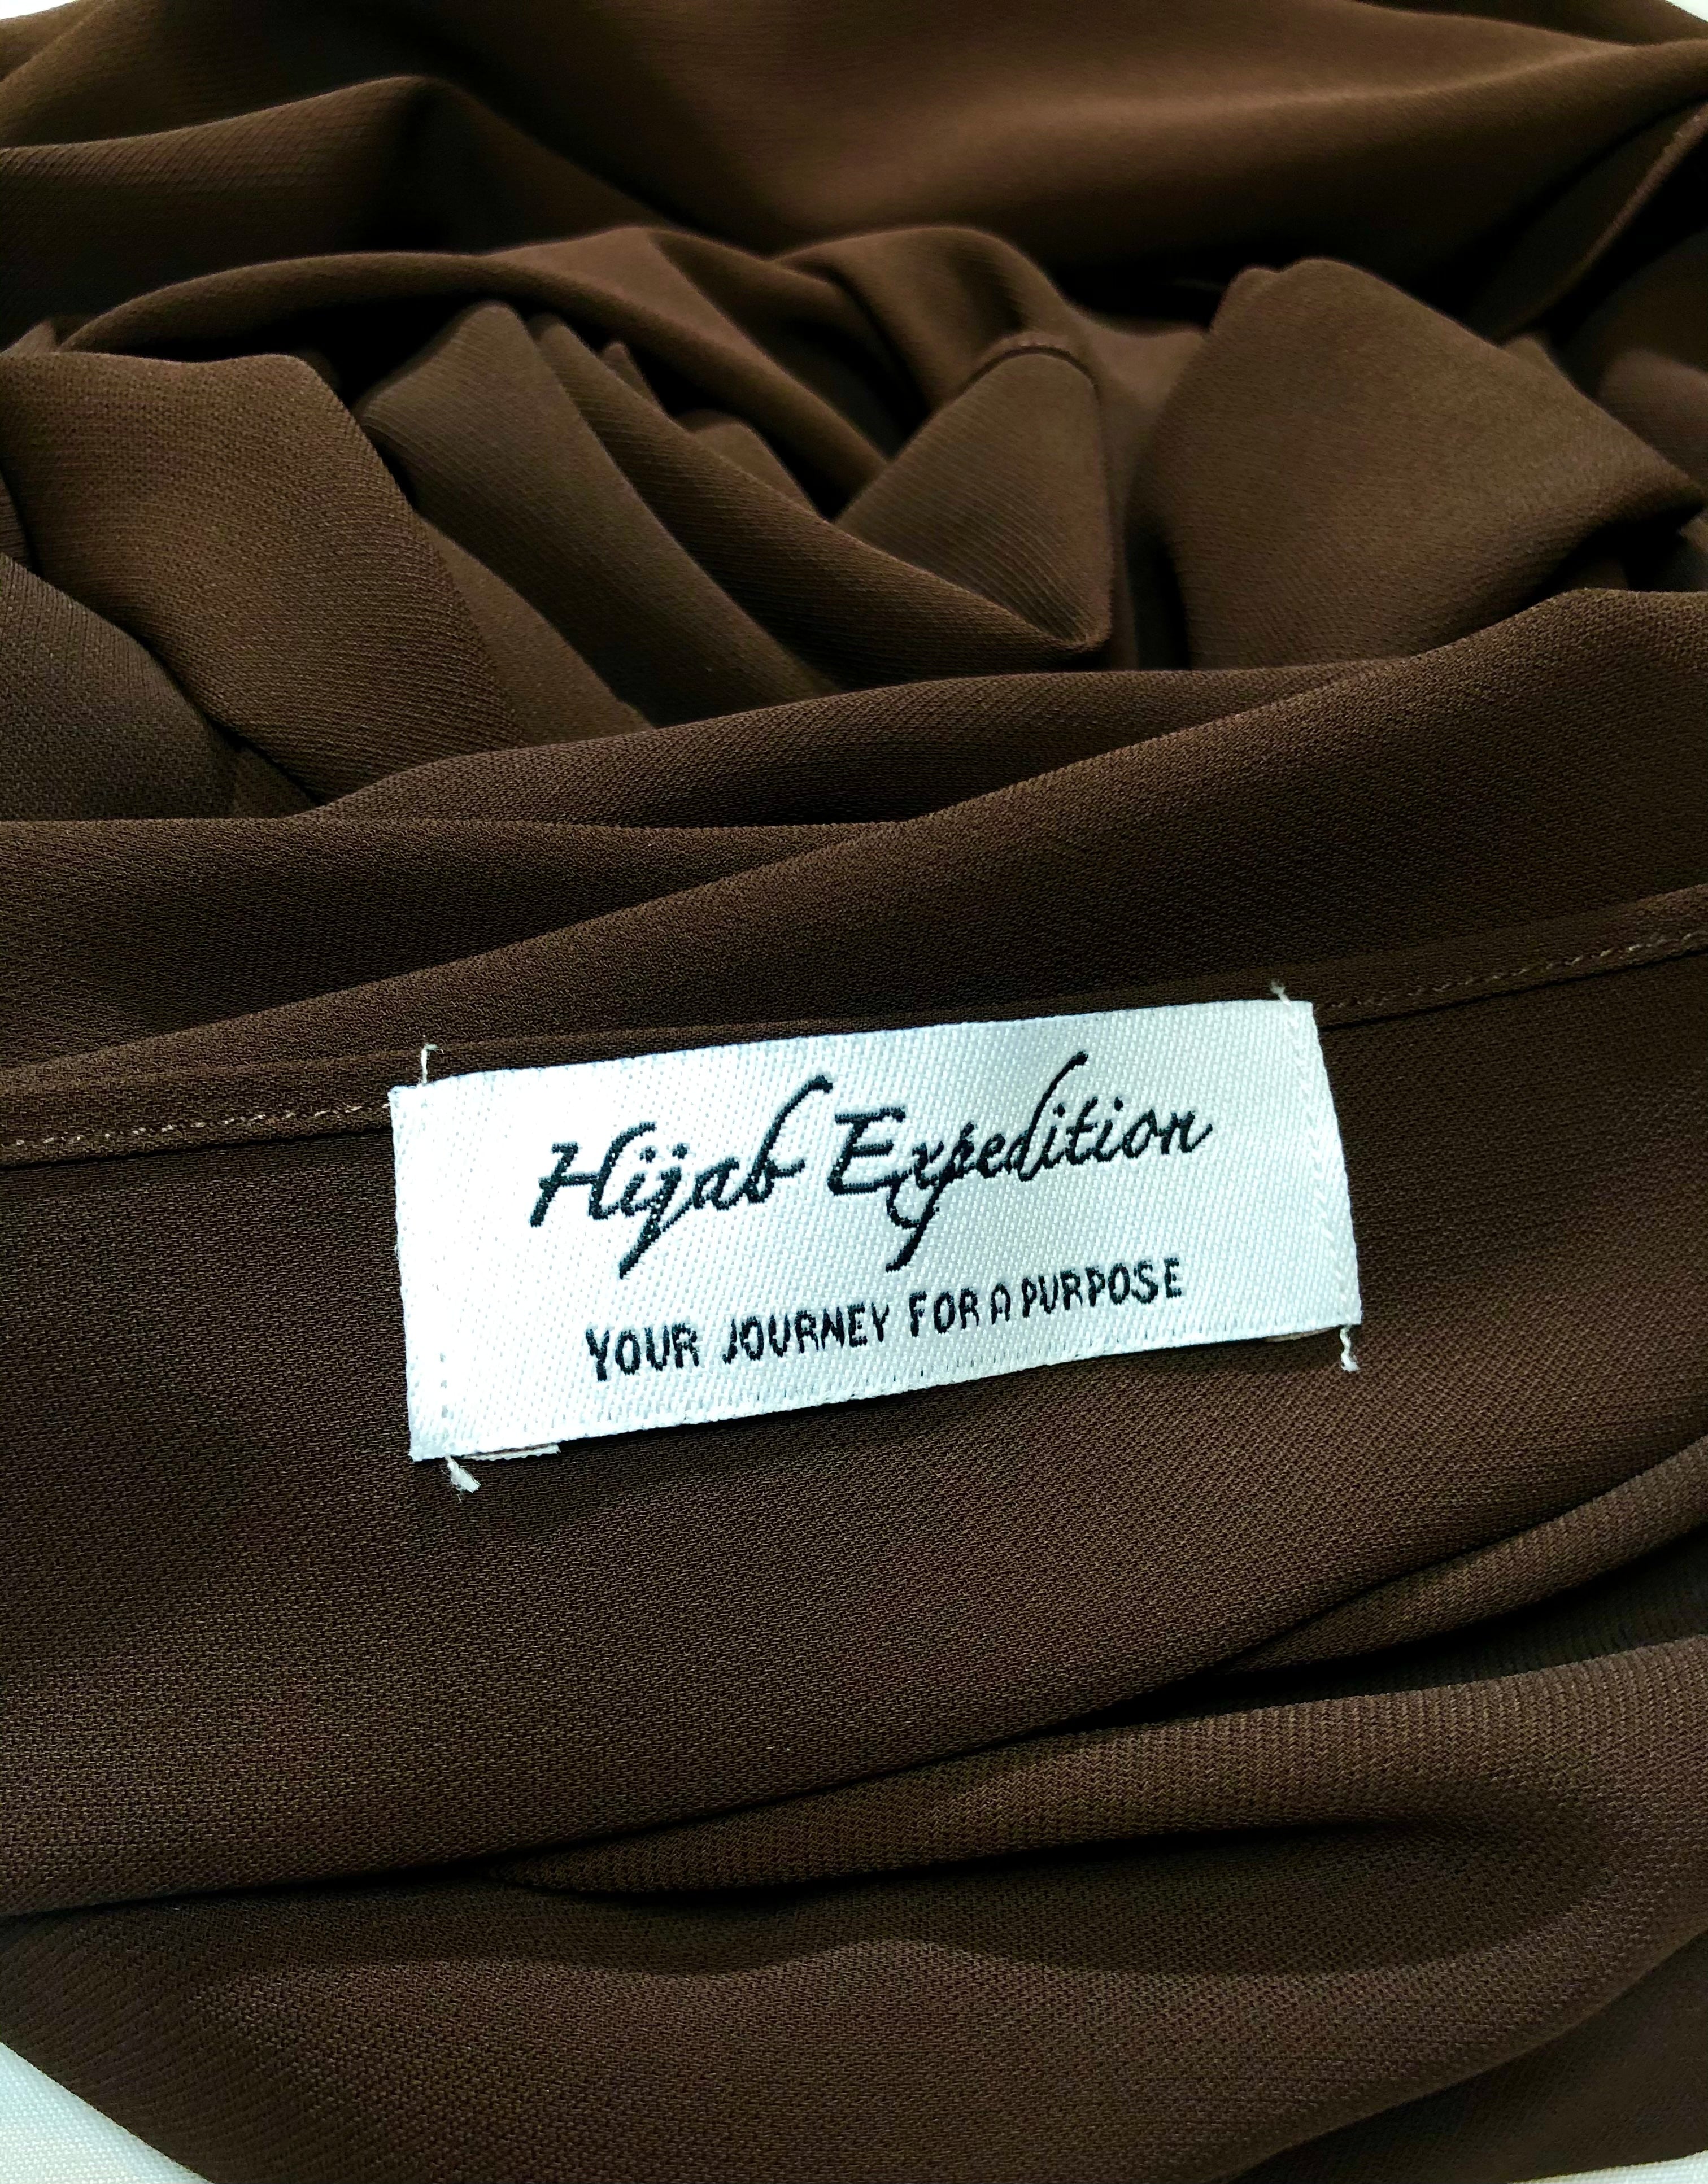 Hijab Expedition
YOUR JOURNEY FOR A PURPOSE